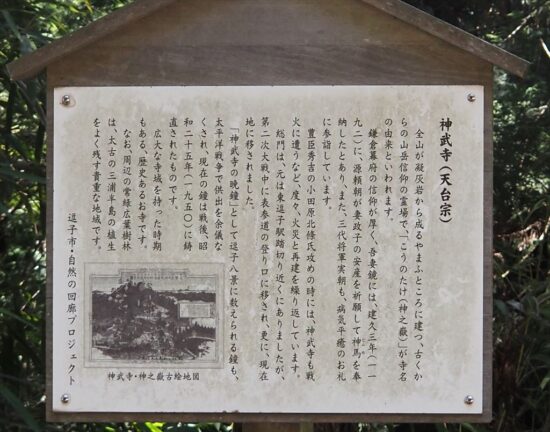 神武寺（天台宗）
全山が凝灰岩から成るやまふところに建つ、古くか
らの山岳信仰の霊場で、「こうのたけ（神之嶽）」が寺名
の由来といわれます。
鎌倉幕府の信仰が厚く、吾妻鏡には、建久三年（一一
九二）に、源頼朝が妻政子の安産を祈願して神馬を奉
納したとあり、また、三代将軍実朝も、病気平癒のお礼
に参詣しています。
豊臣秀吉の小田原北條氏攻めの時には、神武寺も戦
火に遭うなど、度々、火災と再建を繰り返しています。
総門は、元は東逗子駅踏切り近くにありましたが、
第二次大戦中に表参道の登り口に移され、更に、現在
地に移されました。
「神武寺の晩鐘」として逗子八景に数えられる鐘も、
太平洋戦争で供出を余儀な
くされ、現在の鐘は戦後、昭
和二十五年（一九五〇）に鋳
直されたものです。
広大な寺域を持った時期
もある、歴史あるお寺です。
なお、周辺の常緑広葉樹林
は、太古の三浦半島の植生
をよく残す貴重な地域です。
逗子市・自然の回廊プロジェクト
神武寺・神之嶽古絵地図